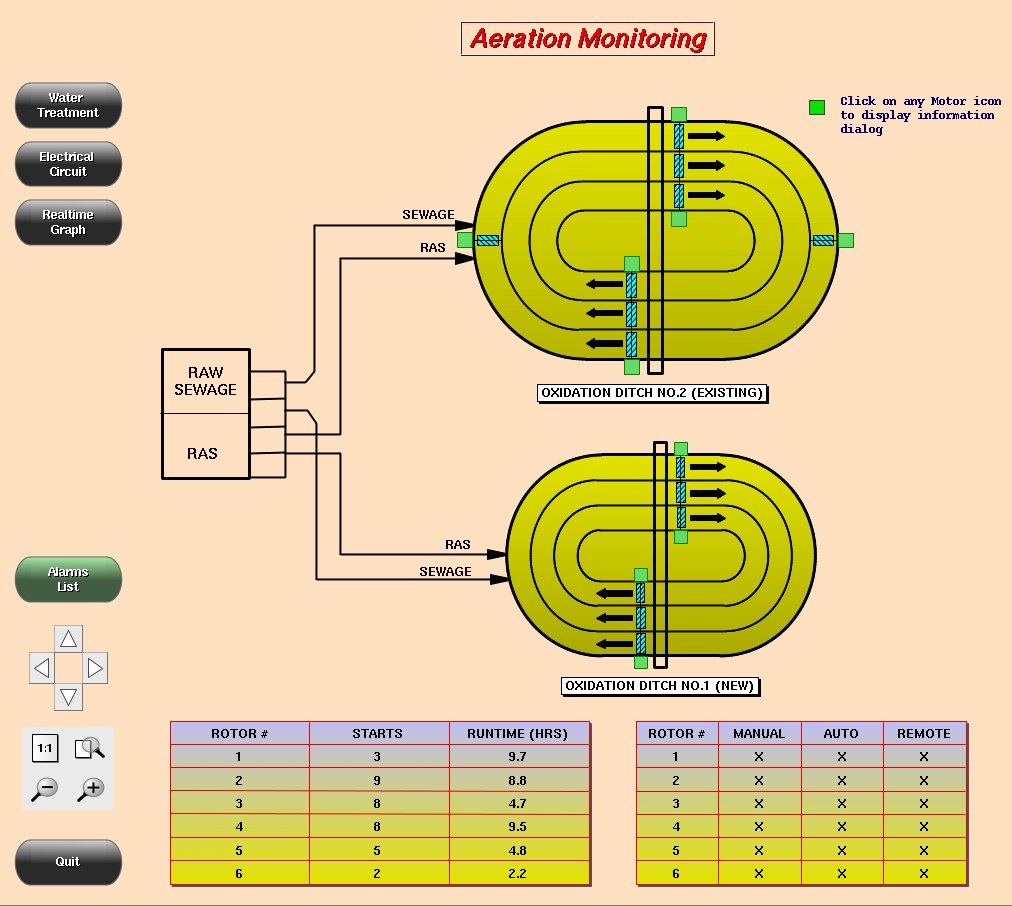 Aeration Monitoring
Water
Treatment
Electrical
Circuit
Realtime
Graph
Click on any Motor icon
to display information
dialog
SEWAGE
RAS
RAW
SEWAGE
RAS
OXIDATION DITCH NO.2 (EXISTING)
RAS
SEWAGE
OXIDATION DITCH NO.1 (NEW)
Alarms
List
1:1
Quit
ROTOR # STARTS RUNTIME (HRS)
1 3 9.7
2 9 8.8
3 8 4.7
4 8 9.5
5 5 4.8
6 2 2.2
ROTOR # MANUAL AUTO REMOTE
1 X X X
2 X X X
3 X X X
4 X X X
5 X X X
6 X X X